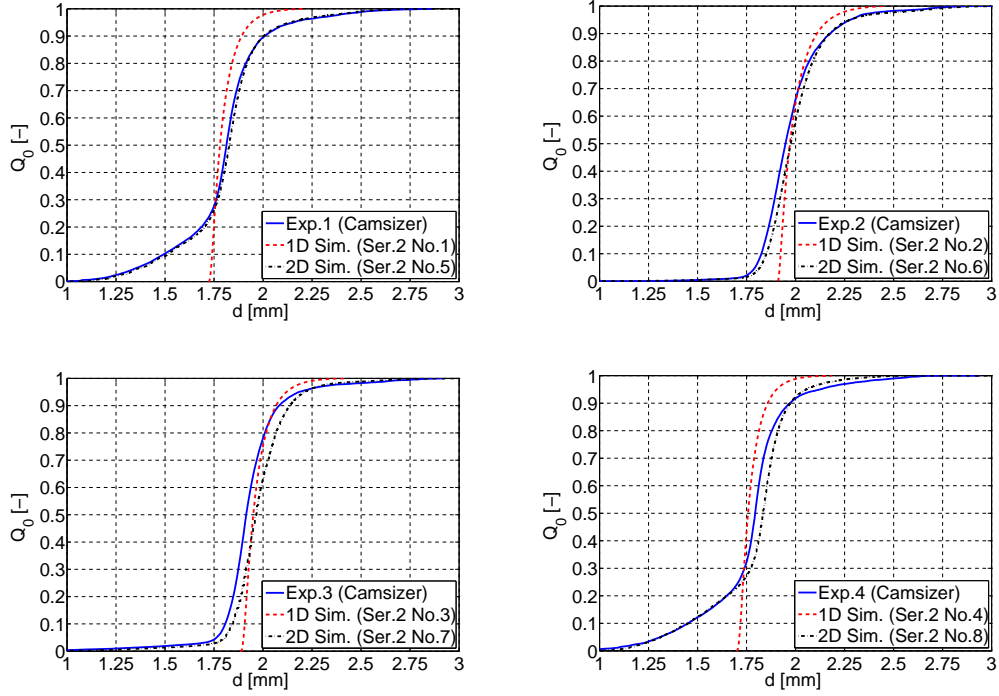 1
0.9
0.8
0.7
0.6
0.5
0.4
0.3
0.2
0.1
0
Q0 [−]
1 1.25 1.5 1.75 2 2.25 2.5 2.75 3
d [mm]
Exp.1 (Camsizer)
1D Sim. (Ser.2 No.1)
2D Sim. (Ser.2 No.5)
1
0.9
0.8
0.7
0.6
0.5
0.4
0.3
0.2
0.1
0
Q0 [−]
1 1.25 1.5 1.75 2 2.25 2.5 2.75 3
d [mm]
Exp.2 (Camsizer)
1D Sim. (Ser.2 No.2)
2D Sim. (Ser.2 No.6)
1
0.9
0.8
0.7
0.6
0.5
0.4
0.3
0.2
0.1
0
Q0 [−]
1 1.25 1.5 1.75 2 2.25 2.5 2.75 3
d [mm]
Exp.3 (Camsizer)
1D Sim. (Ser.2 No.3)
2D Sim. (Ser.2 No.7)
1
0.9
0.8
0.7
0.6
0.5
0.4
0.3
0.2
0.1
0
Q0 [−]
1 1.25 1.5 1.75 2 2.25 2.5 2.75 3
d [mm]
Exp.4 (Camsizer)
1D Sim. (Ser.2 No.4)
2D Sim. (Ser.2 No.8)